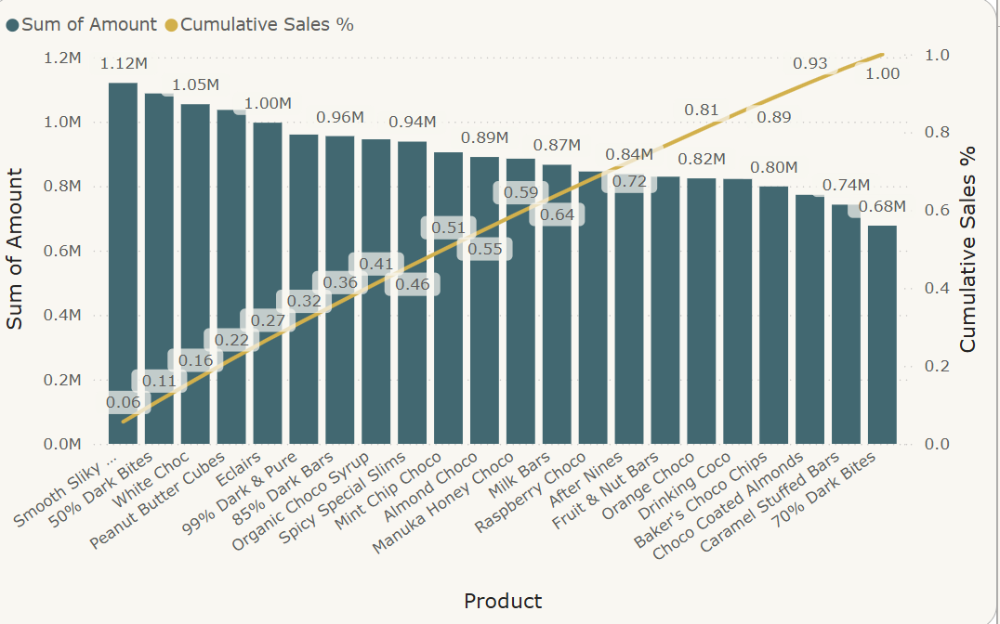 Sum of Amount Cumulative Sales %
1.2M
1.0M
0.8M
0.6M
0.4M
0.2M
0.0M
Sum of Amount
1.12M
1.05M
1.00M
0.96M
0.94M
0.89M
0.87M
0.84M
0.82M
0.80M
0.74M
0.68M
0.06
0.11
0.16
0.22
0.27
0.32
0.36
0.41
0.46
0.51
0.55
0.59
0.64
0.72
0.81
0.89
0.93
1.00
1.0
0.8
0.6
0.4
0.2
0.0
Cumulative Sales %
Smooth Sliky ...
50% Dark Bites
White Choc
Peanut Butter Cubes
Eclairs
99% Dark & Pure
85% Dark Bars
Organic Choco Syrup
Spicy Special Slims
Mint Chip Choco
Almond Choco
Manuka Honey Choco
Milk Bars
Raspberry Choco
After Nines
Fruit & Nut Bars
Orange Choco
Drinking Coco
Baker's Choco Chips
Choco Coated Almonds
Caramel Stuffed Bars
70% Dark Bites
Product